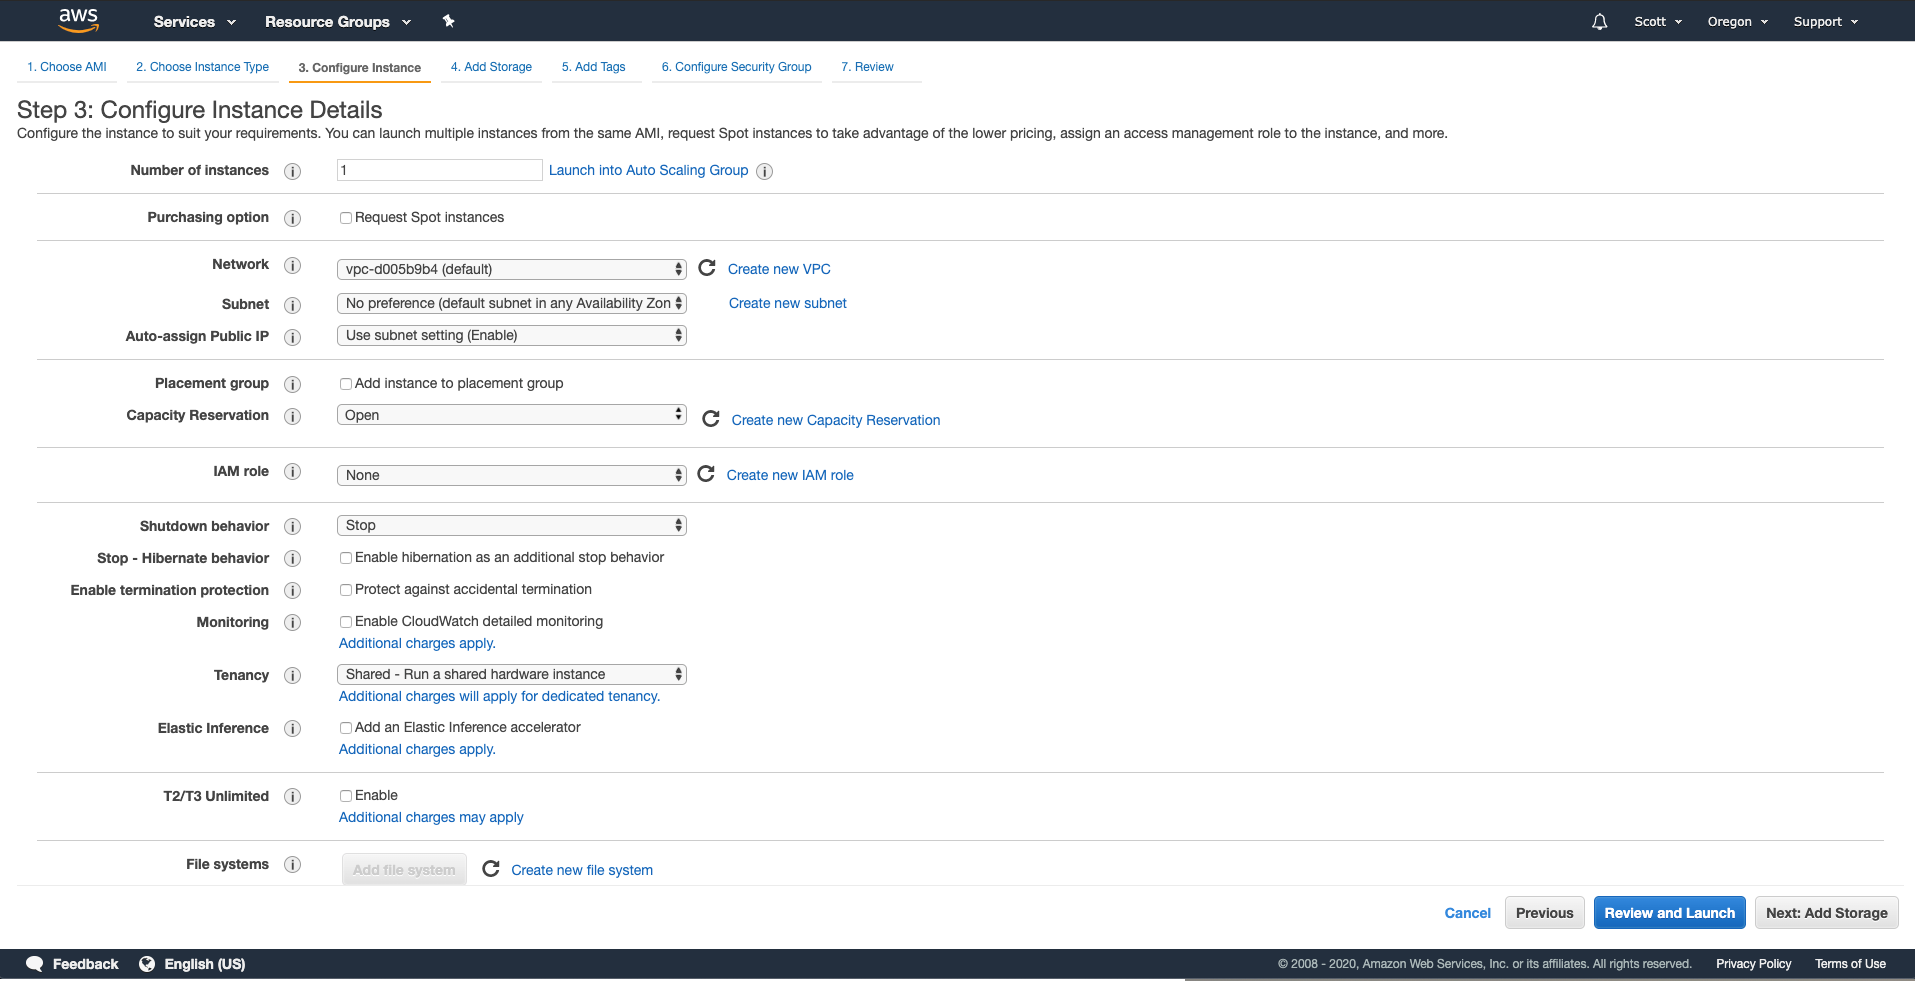 aws Services Resource Groups Scott Oregon Support
1. Choose AMI 2. Choose Instance Type 3. Configure Instance 4. Add Storage 5. Add Tags 6. Configure Security Group 7. Review
Step 3: Configure Instance Details
Configure the instance to suit your requirements. You can launch multiple instances from the same AMI, request Spot instances to take advantage of the lower pricing, assign an access management role to the instance, and more.
Number of instances i 1 Launch into Auto Scaling Group i
Purchasing option i Request Spot instances
Network i vpc-d005b9b4 (default) Create new VPC
Subnet i No preference (default subnet in any Availability Zon Create new subnet
Auto-assign Public IP i Use subnet setting (Enable)
Placement group i Add instance to placement group
Capacity Reservation i Open Create new Capacity Reservation
IAM role i None Create new IAM role
Shutdown behavior i Stop
Stop - Hibernate behavior i Enable hibernation as an additional stop behavior
Enable termination protection i Protect against accidental termination
Monitoring i Enable CloudWatch detailed monitoring
Additional charges apply.
Tenancy i Shared - Run a shared hardware instance
Additional charges will apply for dedicated tenancy.
Elastic Inference i Add an Elastic Inference accelerator
Additional charges apply.
T2/T3 Unlimited i Enable
Additional charges may apply
File systems i Add file system Create new file system
Cancel Previous Review and Launch Next: Add Storage
Feedback English (US) © 2008 - 2020, Amazon Web Services, Inc. or its affiliates. All rights reserved. Privacy Policy Terms of Use